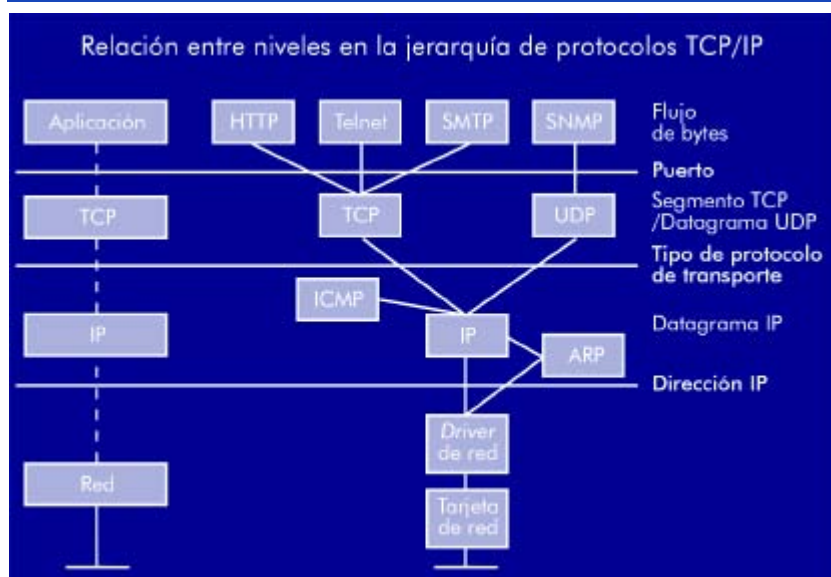 Relación entre niveles en la jerarquía de protocolos TCP/IP
Aplicación
HTTP
Telnet
SMTP
SNMP
Flujo
de bytes
Puerto
TCP
TCP
UDP
Segmento TCP
/Datagrama UDP
Tipo de protocolo
de transporte
ICMP
IP
IP
Datagrama IP
ARP
Dirección IP
Driver
de red
Red
Tarjeta
de red